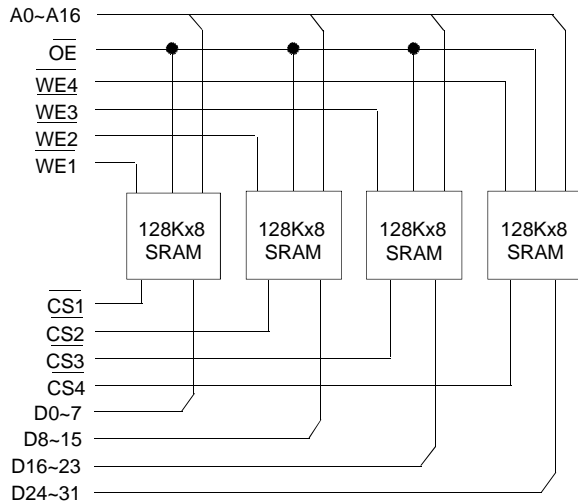 A0~A16
OE
WE4
WE3
WE2
WE1
128Kx8
SRAM
128Kx8
SRAM
128Kx8
SRAM
128Kx8
SRAM
CS1
CS2
CS3
CS4
D0~7
D8~15
D16~23
D24~31